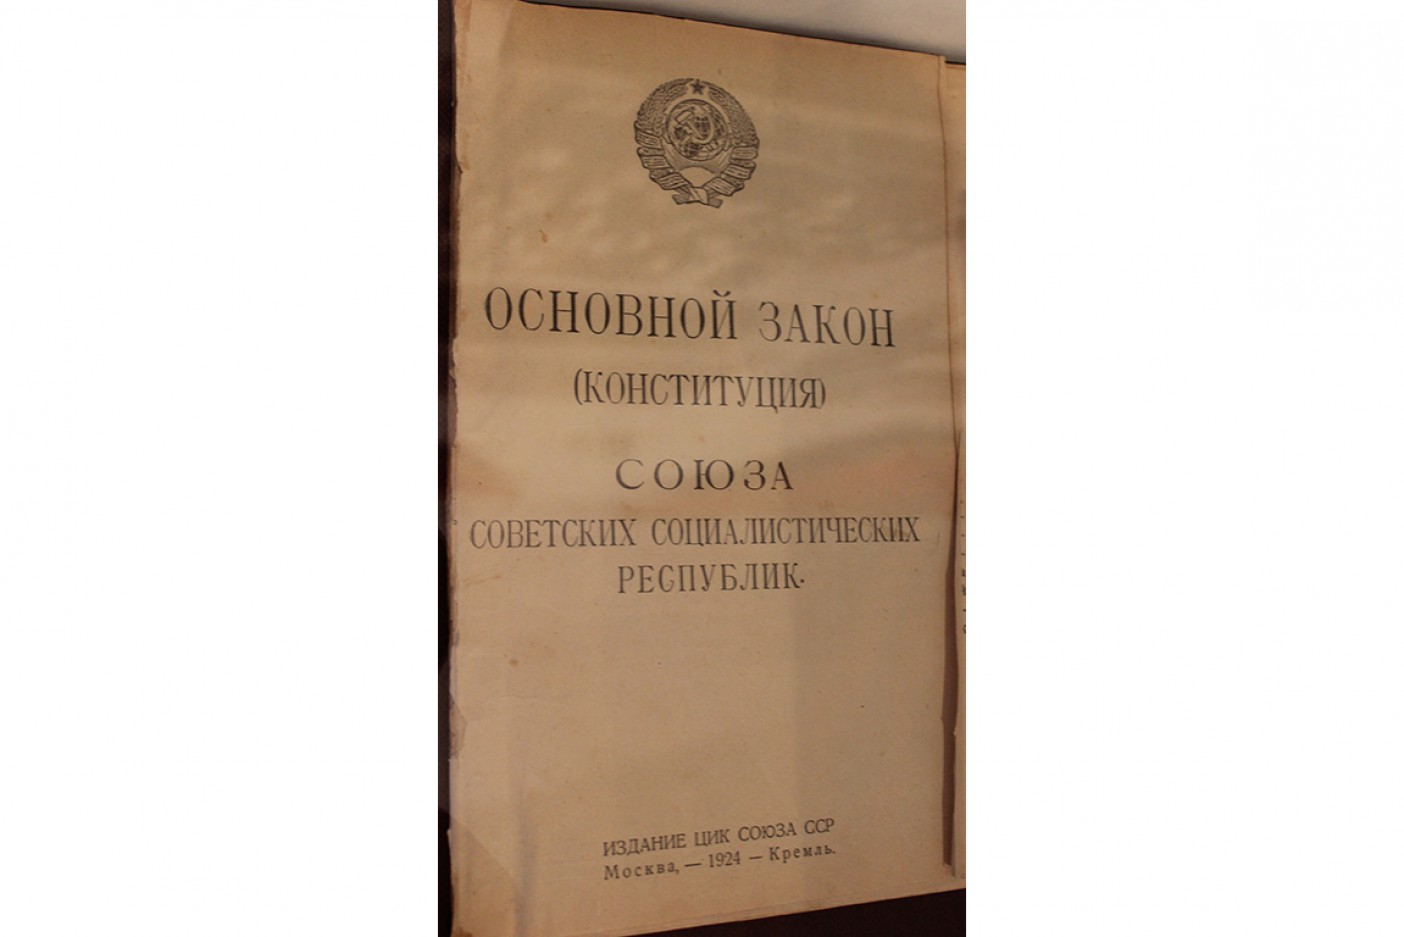 ОСНОВНОЙ ЗАКОН
(КОНСТИТУЦИЯ)
СОЮЗА
СОВЕТСКИХ СОЦИАЛИСТИЧЕСКИХ
РЕСПУБЛИК.
ИЗДАНИЕ ЦИК СОЮЗА ССР
Москва, — 1924 — Кремль.